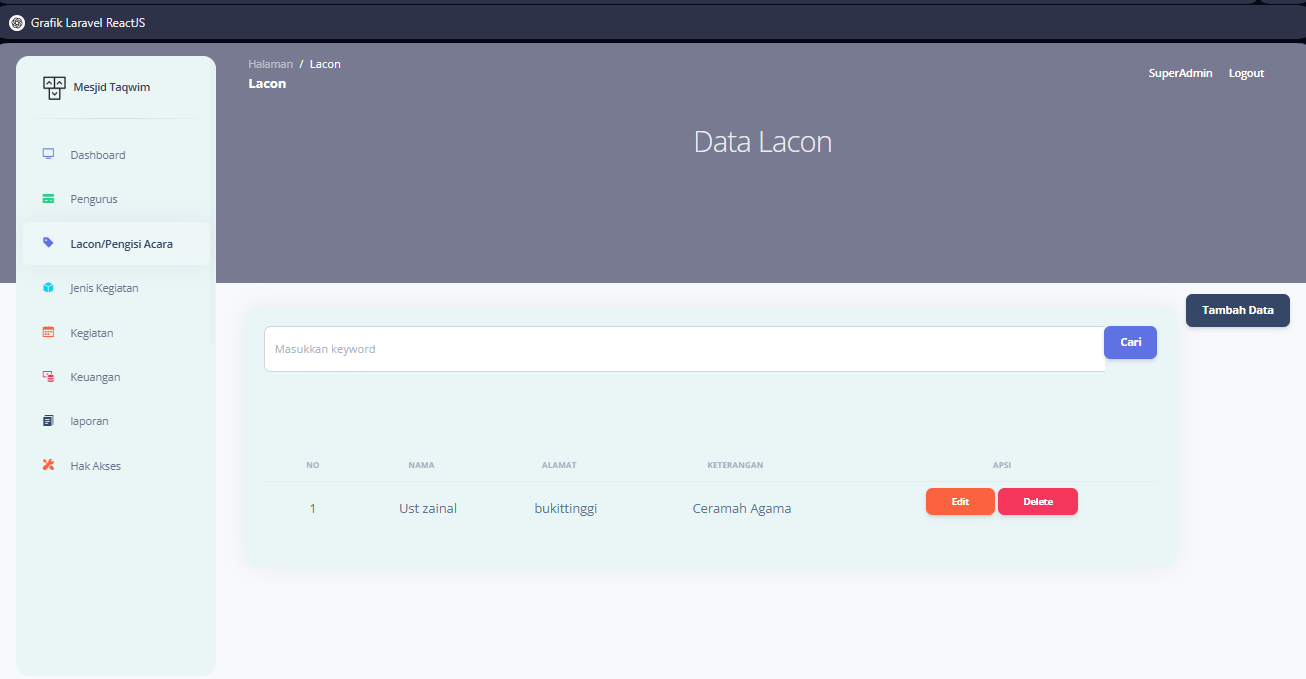 Grafik Laravel ReactJS
Mesjid Taqwim
Dashboard
Pengurus
Lacon/Pengisi Acara
Jenis Kegiatan
Kegiatan
Keuangan
laporan
Hak Akses
Halaman / Lacon
Lacon
SuperAdmin Logout
Data Lacon
Tambah Data
Masukkan keyword Cari
NO NAMA ALAMAT KETERANGAN APSI
1 Ust zainal bukittinggi Ceramah Agama Edit Delete